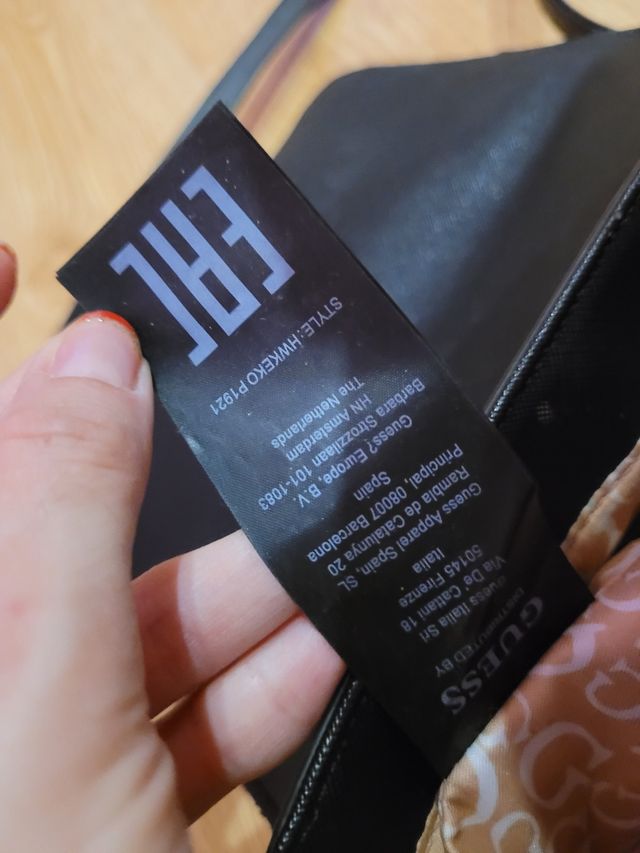 GUESS
DISTRIBUTED BY
Guess Italia Srl
Via De Cattani 18
50145 Firenze
Italia
Guess Apparel Spain, SL
Rambla de Catalunya 20
Principal, 08007 Barcelona
Spain
Guess? Europe, B.V.
Barbara Strozzilaan 101-1083
HN Amsterdam
The Netherlands
STYLE: HWKEKO P1921
EAC